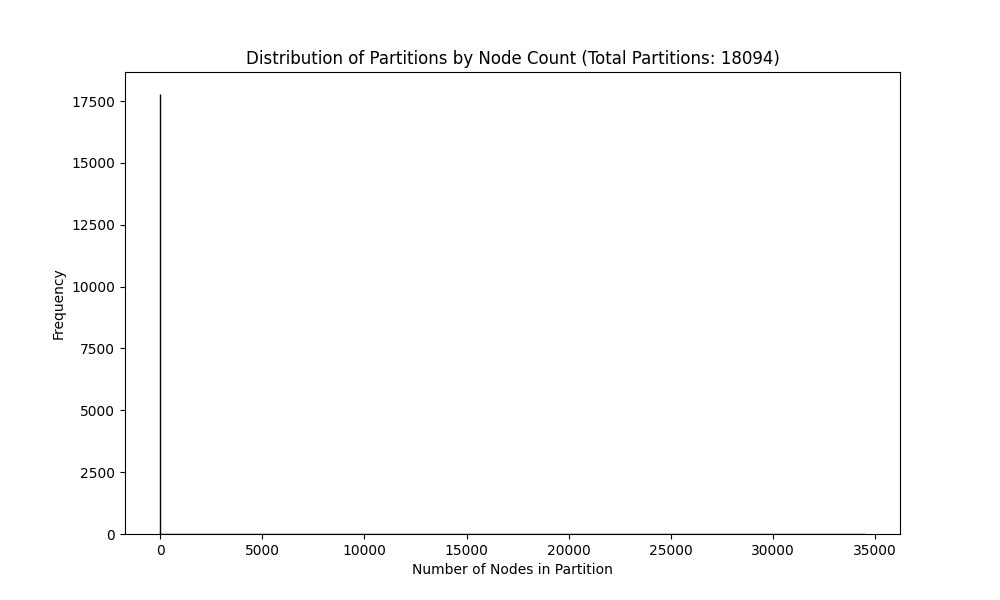 Distribution of Partitions by Node Count (Total Partitions: 18094)
17500
15000
12500
10000
7500
5000
2500
0
Frequency
0 5000 10000 15000 20000 25000 30000 35000
Number of Nodes in Partition